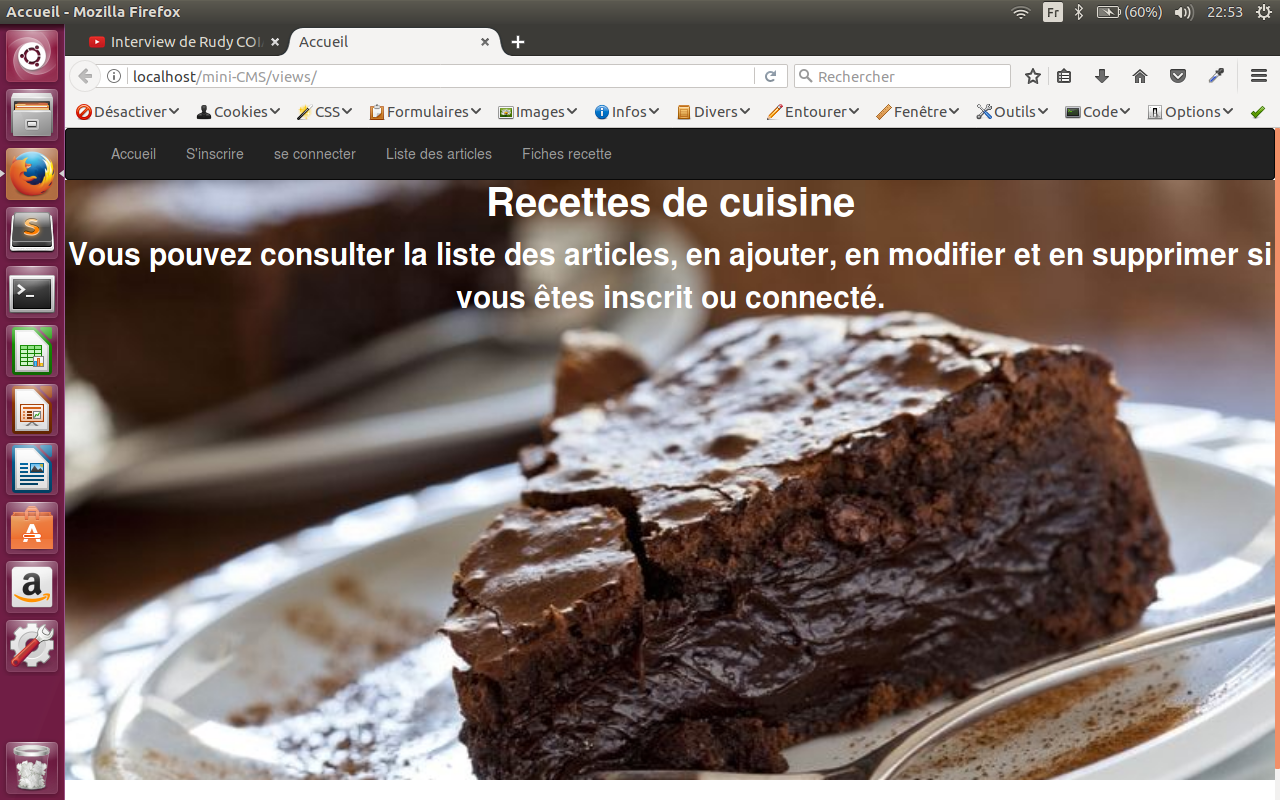 Accueil - Mozilla Firefox
Fr
(60%)
22:53
Interview de Rudy COL
Accueil
localhost/mini-CMS/views/
Rechercher
Désactiver
Cookies
CSS
Formulaires
Images
Infos
Divers
Entourer
Fenêtre
Outils
Code
Options
Accueil
S'inscrire
se connecter
Liste des articles
Fiches recette
Recettes de cuisine
Vous pouvez consulter la liste des articles, en ajouter, en modifier et en supprimer si
vous êtes inscrit ou connecté.